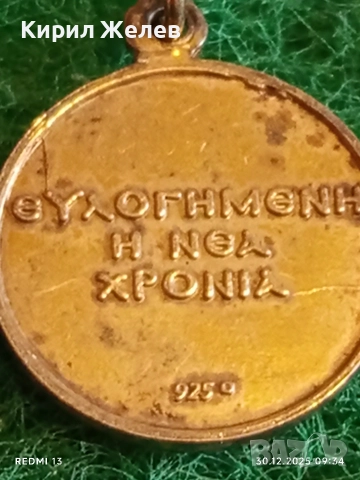 Кирил Желев
ΕΥΛΟΓΗΜΕΝΗ
Η ΝΕΑ
ΧΡΟΝΙΑ
925
REDMI 13
30.12.2025 09:34